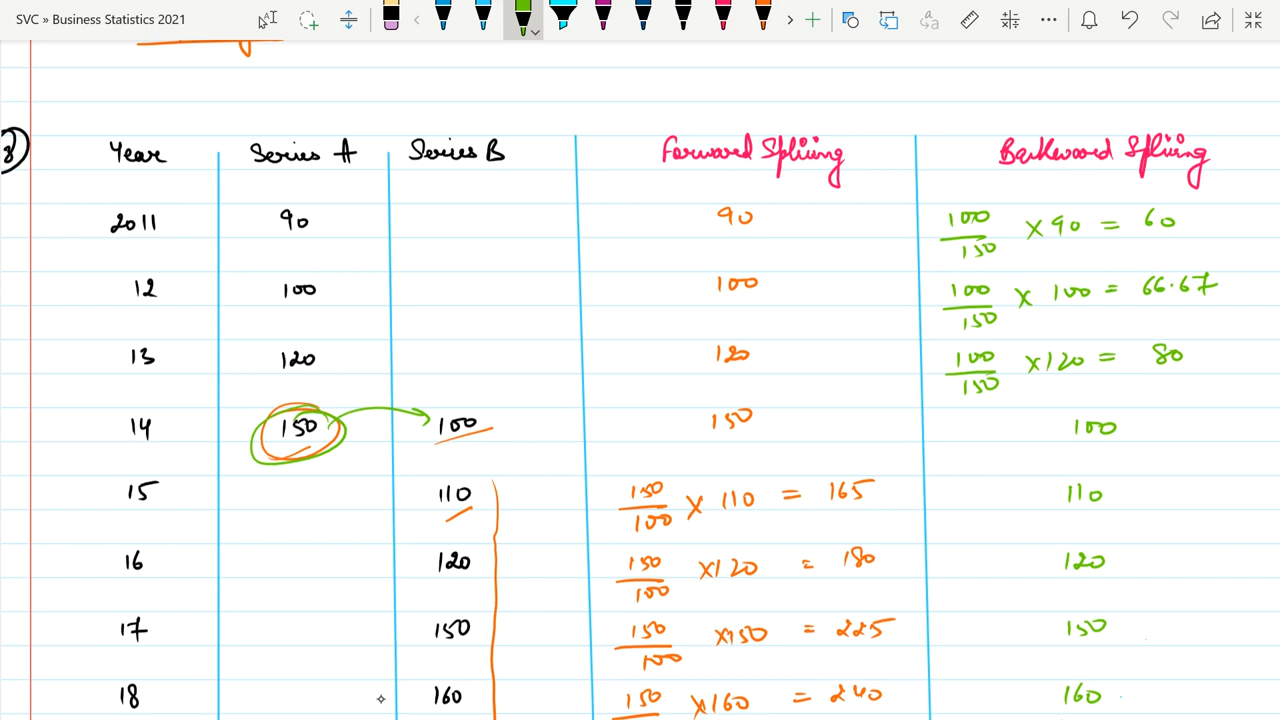 SVC » Business Statistics 2021
8)
Year Series A Series B Forward Splicing Backward Splicing
2011 90 90 100/150 × 90 = 60
12 100 100 100/150 × 100 = 66.67
13 120 120 100/150 × 120 = 80
14 150 100 150 100
15 110 150/100 × 110 = 165 110
16 120 150/100 × 120 = 180 120
17 150 150/100 × 150 = 225 150
18 160 150 × 160 = 240 160